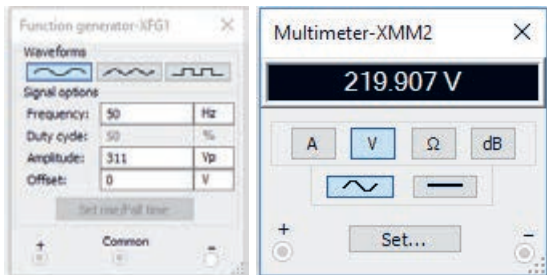 Function generator-XFG1
Waveforms
Signal options
Frequency: 50 Hz
Duty cycle: 50 %
Amplitude: 311 Vp
Offset: 0 V
Set rise/Fall time
+ Common -
Multimeter-XMM2 X
219.907 V
A V Ω dB
+ Set... -